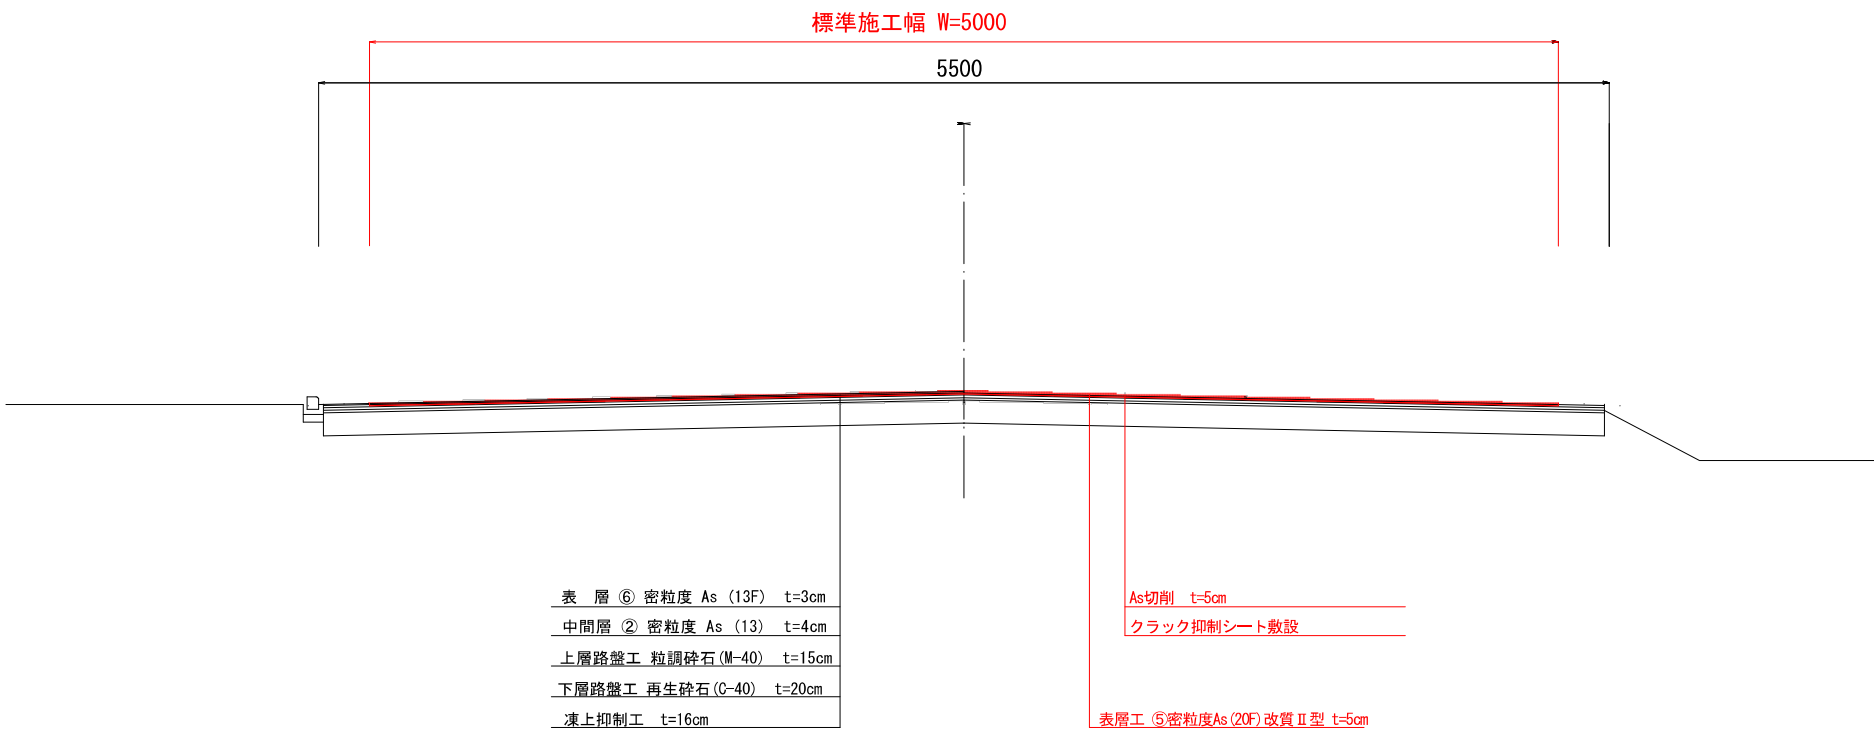 標準施工幅 W=5000
5500
表　層 ⑥ 密粒度 As (13F)　t=3cm
中間層 ② 密粒度 As (13)　t=4cm
上層路盤工 粒調砕石(M-40)　t=15cm
下層路盤工 再生砕石(C-40)　t=20cm
凍上抑制工　t=16cm
As切削　t=5cm
クラック抑制シート敷設
表層工 ⑤密粒度As(20F)改質Ⅱ型 t=5cm